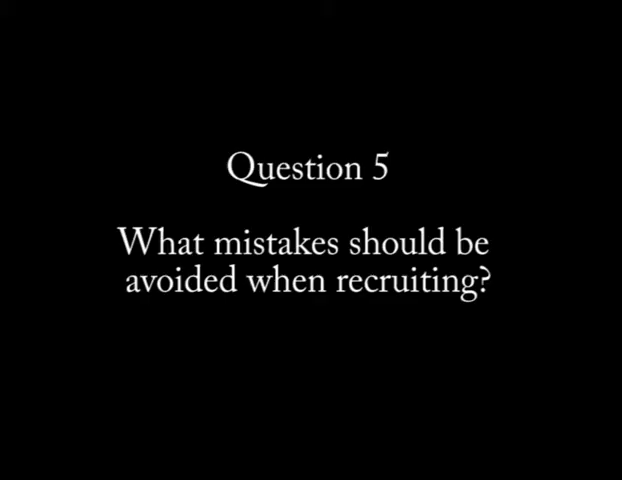 Question 5
What mistakes should be
avoided when recruiting?